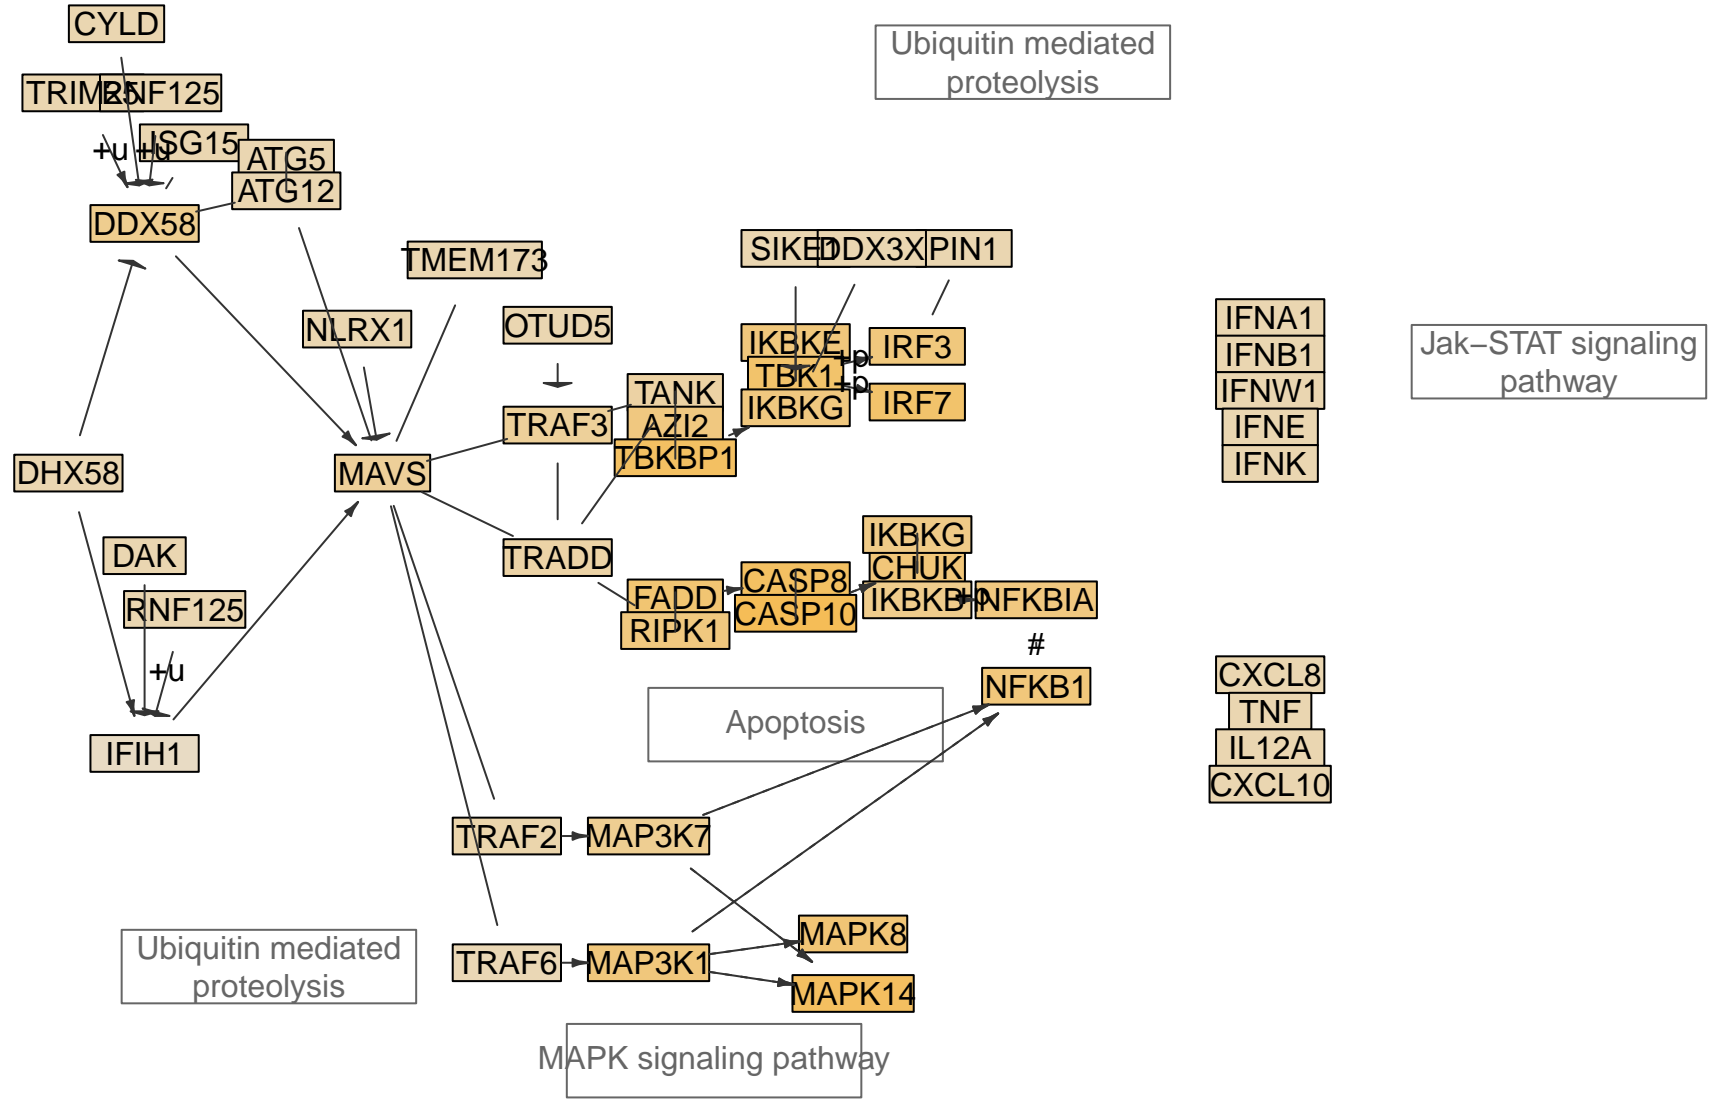 CYLD
Ubiquitin mediated
proteolysis
TRIM25
RNF125
ISG15
+u
+u
ATG5
ATG12
DDX58
TMEM173
SIKE1
DDX3X
PIN1
NLRX1
OTUD5
IKBKE
TBK1
IKBKG
+p
+p
IRF3
IRF7
IFNA1
IFNB1
IFNW1
IFNE
IFNK
Jak−STAT signaling
pathway
TANK
AZI2
TBKBP1
TRAF3
DHX58
MAVS
DAK
TRADD
IKBKG
CHUK
IKBKB
+p
NFKBIA
CASP8
CASP10
FADD
RIPK1
RNF125
#
+u
NFKB1
CXCL8
TNF
IL12A
CXCL10
Apoptosis
IFIH1
TRAF2
MAP3K7
MAPK8
TRAF6
MAP3K1
MAPK14
Ubiquitin mediated
proteolysis
MAPK signaling pathway